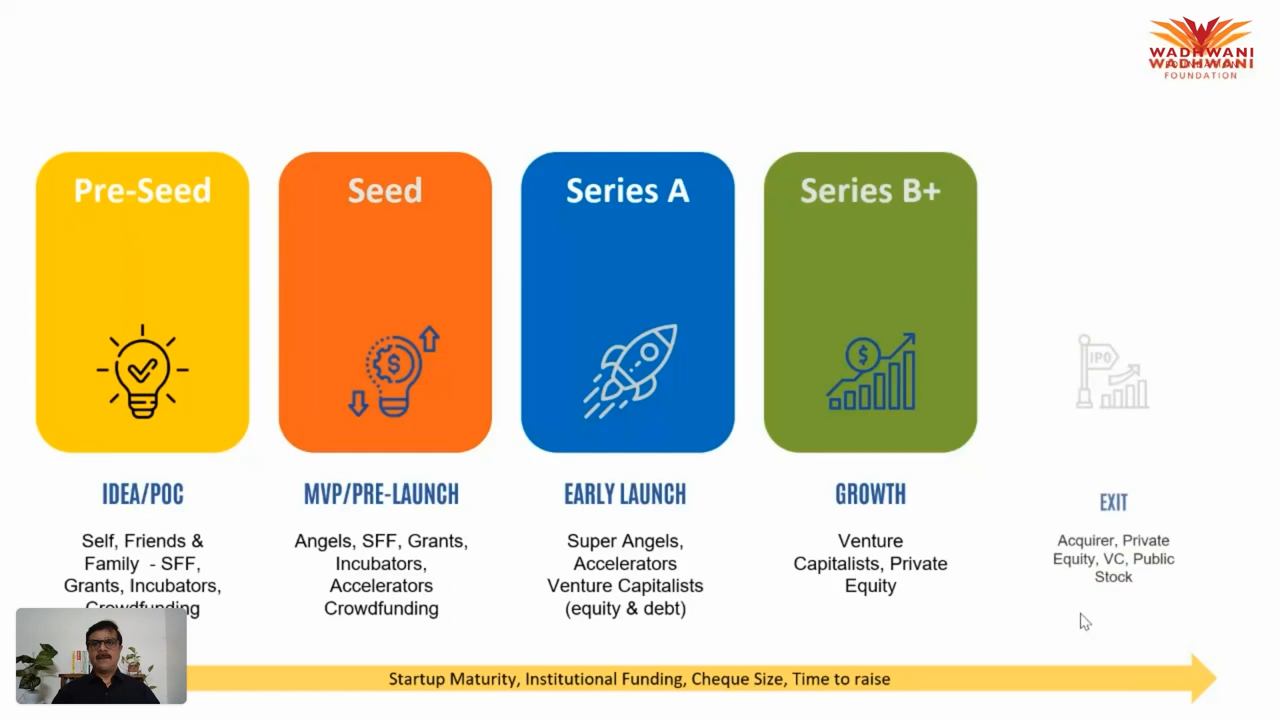 WADHWANI
WADHWANI
FOUNDATION
Pre-Seed
Seed
Series A
Series B+
IPO
IDEA/POC
MVP/PRE-LAUNCH
EARLY LAUNCH
GROWTH
EXIT
Self, Friends &
Family - SFF,
Grants, Incubators,
Crowdfunding
Angels, SFF, Grants,
Incubators,
Accelerators
Crowdfunding
Super Angels,
Accelerators
Venture Capitalists
(equity & debt)
Venture
Capitalists, Private
Equity
Acquirer, Private
Equity, VC, Public
Stock
Startup Maturity, Institutional Funding, Cheque Size, Time to raise